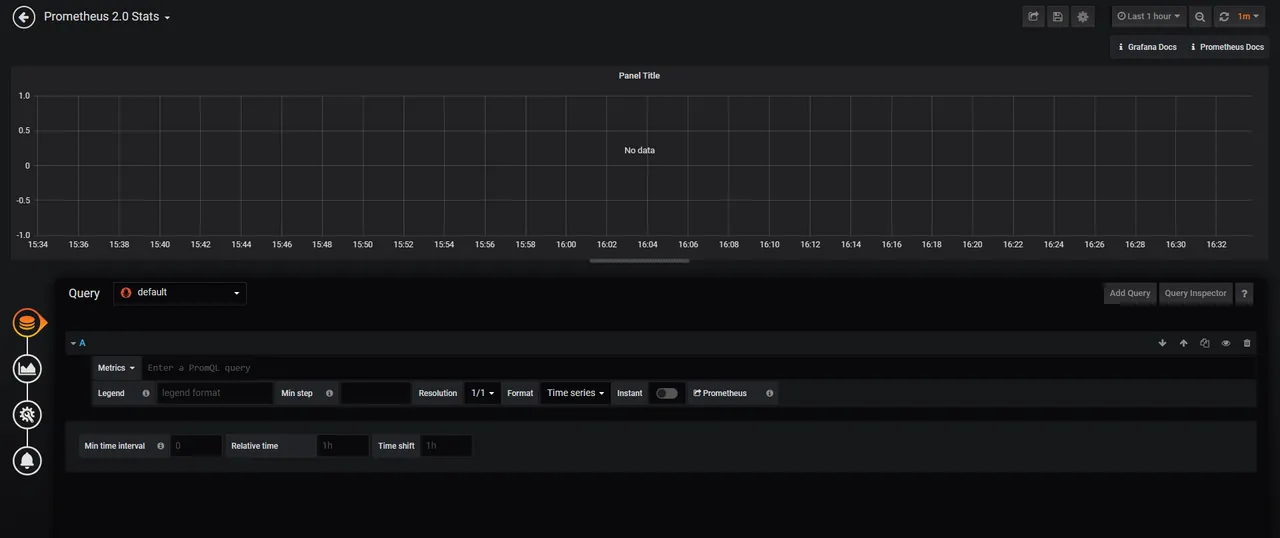 Prometheus 2.0 Stats
Last 1 hour 1m
Grafana Docs Prometheus Docs
Panel Title
1.0
0.5
No data
0
-0.5
-1.0
15:34 15:36 15:38 15:40 15:42 15:44 15:46 15:48 15:50 15:52 15:54 15:56 15:58 16:00 16:02 16:04 16:06 16:08 16:10 16:12 16:14 16:16 16:18 16:20 16:22 16:24 16:26 16:28 16:30 16:32
Query default Add Query Query Inspector ?
A
Metrics Enter a PromQL query
Legend legend format Min step Resolution 1/1 Format Time series Instant Prometheus
Min time interval 0 Relative time 1h Time shift 1h